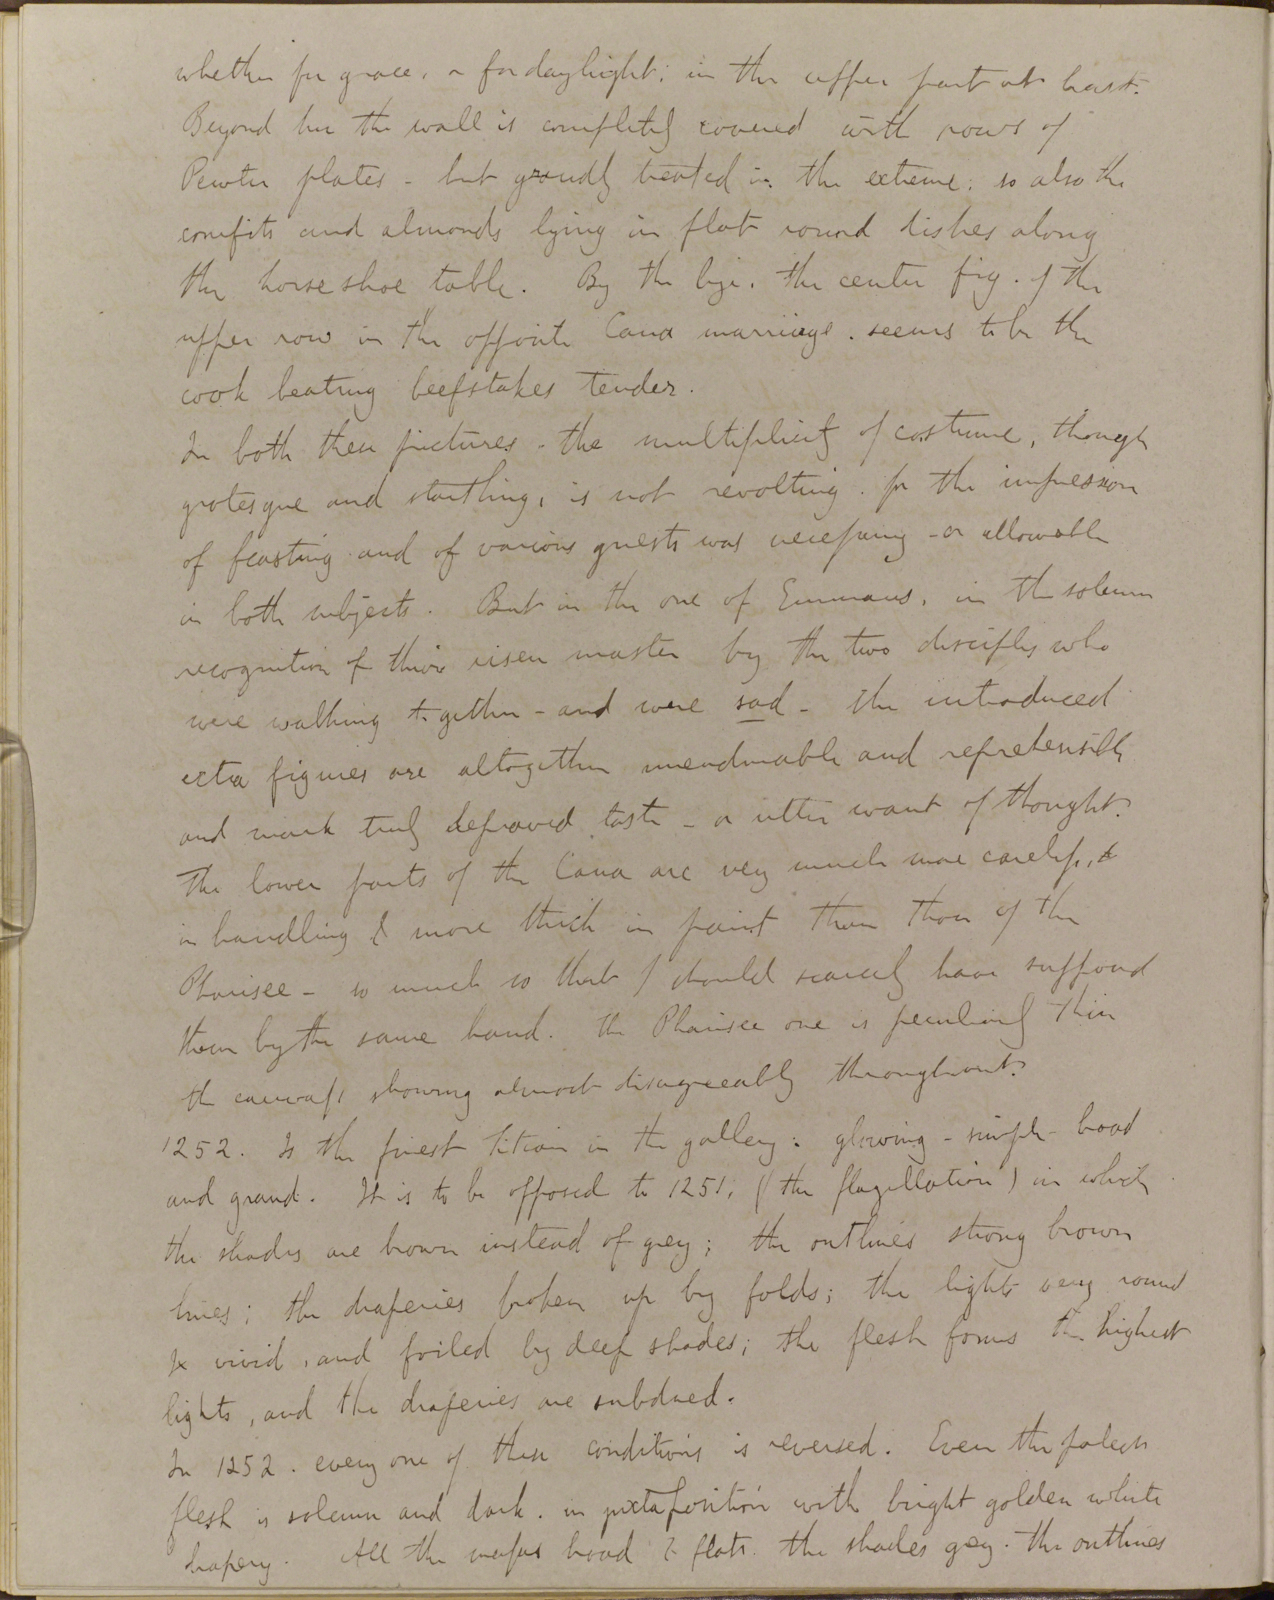 whether for grace, or for daylight; in the upper part at least.
Beyond her the wall is completely covered with rows of
Pewter plates - but grandly treated in the extreme; so also the
comfits and almonds lying in flat round dishes along
the horseshoe table. By the bye, the center fig. of the
upper row in the opposite Cana marriage. seems to be the
cook beating beefstakes tender.
In both these pictures - the multiplicity of costume, though
grotesque and startling, is not revolting. for the impression
of feasting and of various guests was necessary - or allowable
in both subjects. But in the one of Emmaus, in the solemn
recognition of their risen master by the two disciples who
were walking together - and were sad - the introduced
extra figures are altogether unendurable and reprehensible
and mark truly depraved taste - or utter want of thought.
The lower parts of the Cana are very much more careless,
in handling & more thick in paint than those of the
Pharisee - so much so that I should scarcely have supposed
them by the same hand. The Pharisee one is peculiarly thin
the canvass showing almost disagreeably throughout.
1252. Is the finest Titian in the gallery: glowing - simple - broad
and grand. It is to be opposed to 1251, (the flagellation) in which
the shades are brown instead of grey; the outlines strong brown
lines; the draperies broken up by folds; the lights very round
& vivid, and foiled by deep shades; the flesh forms the highest
lights, and the draperies are subdued.
In 1252. every one of these conditions is reversed. Even the palest
flesh is solemn and dark. in juxtaposition with bright golden white
drapery. All the masses broad & flat. the shades grey. the outlines